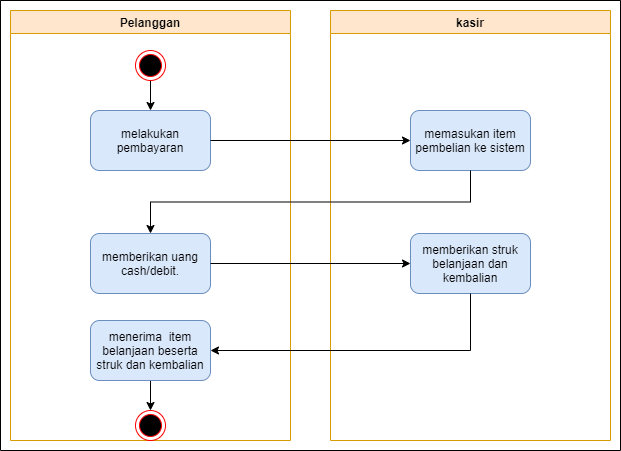 Pelanggan
kasir
melakukan
pembayaran
memasukan item
pembelian ke sistem
memberikan uang
cash/debit.
memberikan struk
belanjaan dan
kembalian
menerima item
belanjaan beserta
struk dan kembalian